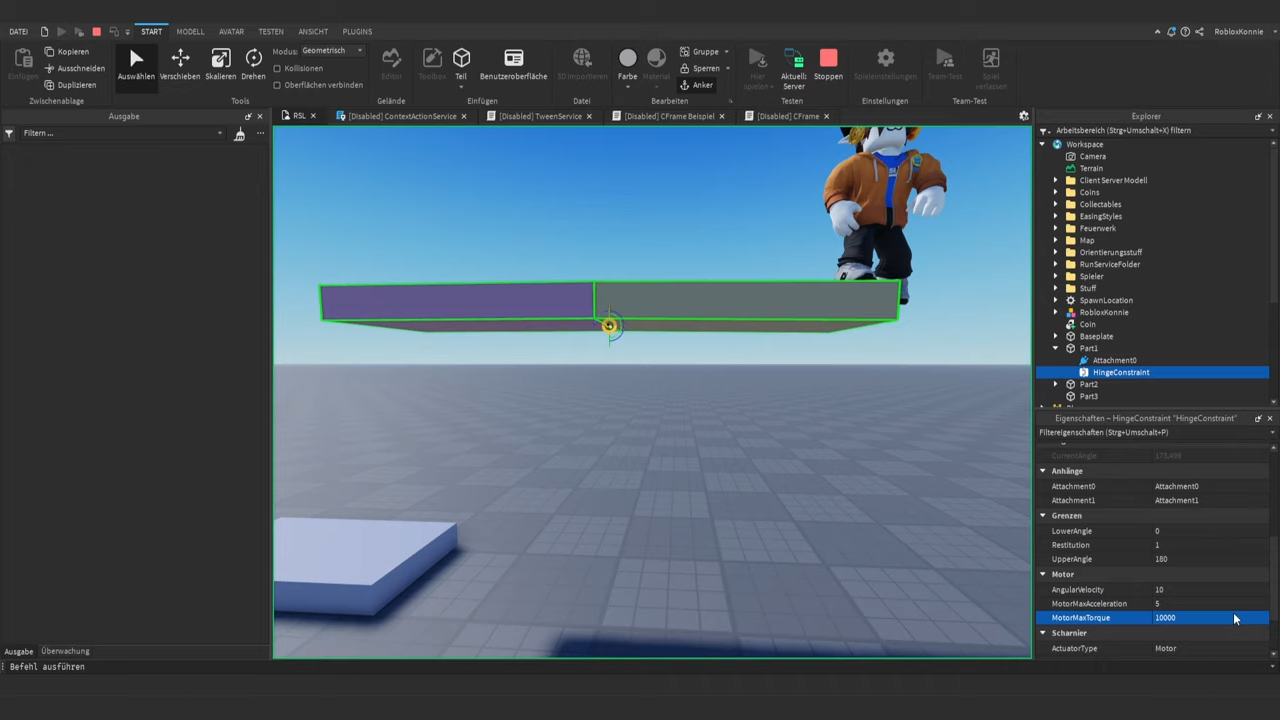 DATEI
START
MODELL
AVATAR
TESTEN
ANSICHT
PLUGINS
RobloxKonnie
Einfügen
Kopieren
Ausschneiden
Duplizieren
Zwischenablage
Auswählen
Verschieben
Skalieren
Drehen
Modus: Geometrisch
Kollisionen
Oberflächen verbinden
Tools
Editor
Gelände
Toolbox
Teil
Benutzeroberfläche
Einfügen
3D importieren
Datei
Farbe
Material
Gruppe
Sperren
Anker
Bearbeiten
Hier spielen
Aktuell: Server
Stoppen
Testen
Spieleinstellungen
Einstellungen
Team-Test
Spiel verlassen
Team-Test
Ausgabe
RSL
[Disabled] ContextActionService
[Disabled] TweenService
[Disabled] CFrame Beispiel
[Disabled] CFrame
Explorer
Filtern ...
Arbeitsbereich (Strg+Umschalt+X) filtern
Workspace
Camera
Terrain
Client Server Modell
Coins
Collectables
EasingStyles
Feuerwerk
Map
Orientierungsstuff
RunServiceFolder
Spieler
Stuff
SpawnLocation
RobloxKonnie
Coin
Baseplate
Part1
Attachment0
HingeConstraint
Part2
Part3
Eigenschaften – HingeConstraint "HingeConstraint"
Filtereigenschaften (Strg+Umschalt+P)
CurrentAngle 173,498
Anhänge
Attachment0 Attachment0
Attachment1 Attachment1
Grenzen
LowerAngle 0
Restitution 1
UpperAngle 180
Motor
AngularVelocity 10
MotorMaxAcceleration 5
MotorMaxTorque 10000
Scharnier
ActuatorType Motor
Ausgabe
Überwachung
Befehl ausführen